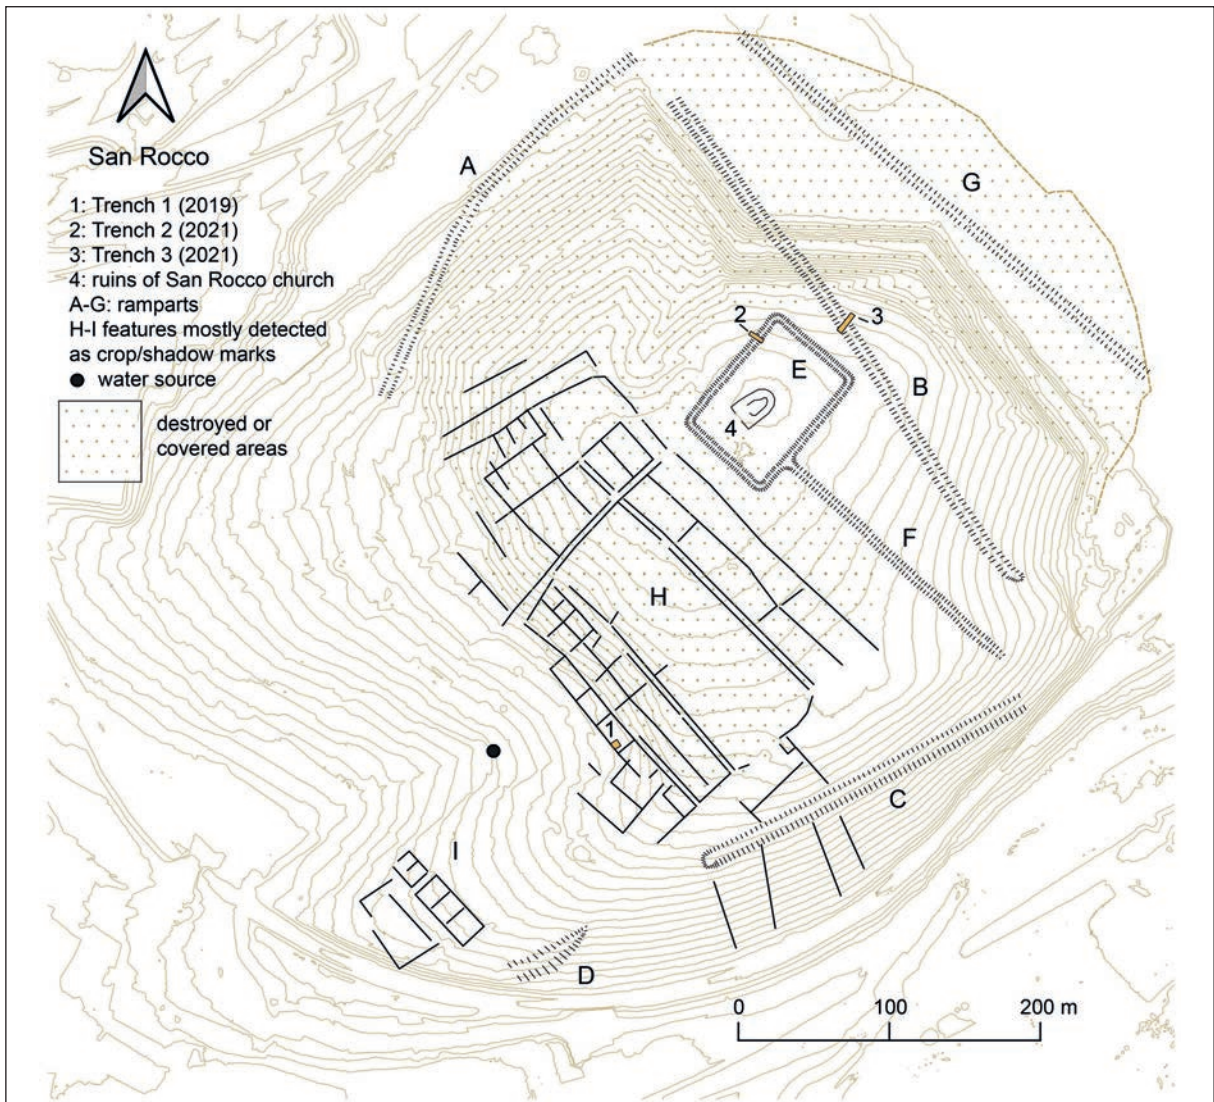 San Rocco
1: Trench 1 (2019)
2: Trench 2 (2021)
3: Trench 3 (2021)
4: ruins of San Rocco church
A-G: ramparts
H-I features mostly detected
as crop/shadow marks
water source
destroyed or
covered areas
A
G
2
3
E
B
4
F
H
1
C
I
D
0 100 200 m